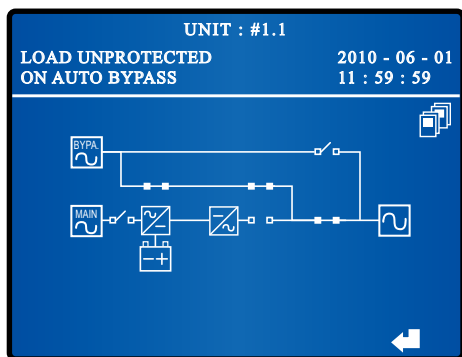 UNIT : #1.1
LOAD UNPROTECTED
2010 - 06 - 01
ON AUTO BYPASS
11 : 59 : 59
BYPA.
MAIN